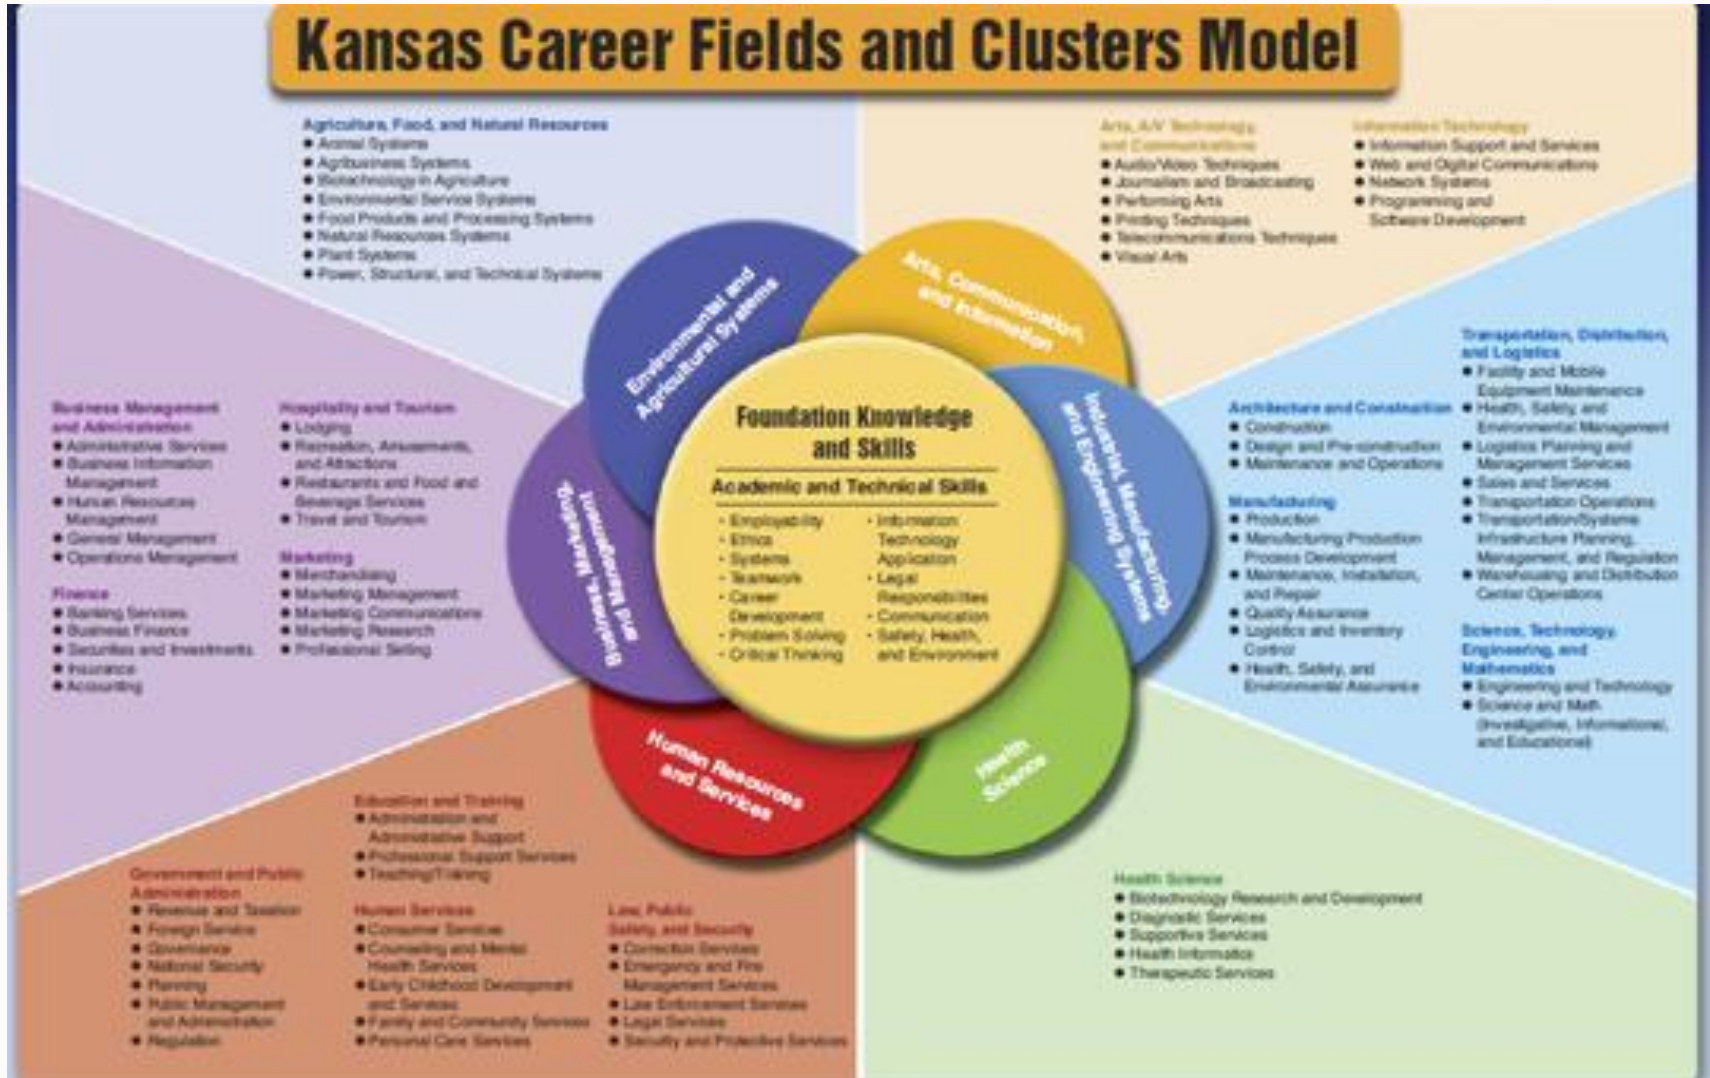 Kansas Career Fields and Clusters Model
Agriculture, Food, and Natural Resources
● Animal Systems
● Agribusiness Systems
● Biotechnology in Agriculture
● Environmental Service Systems
● Food Products and Processing Systems
● Natural Resources Systems
● Plant Systems
● Power, Structural, and Technical Systems
Arts, A/V Technology,
and Communications
● Audio/Video Techniques
● Journalism and Broadcasting
● Performing Arts
● Printing Techniques
● Telecommunications Techniques
● Visual Arts
Information Technology
● Information Support and Services
● Web and Digital Communications
● Network Systems
● Programming and
Software Development
Environmental and
Agricultural Systems
Arts, Communication,
and Information
Business, Marketing,
and Management
Industrial, Manufacturing
and Engineering Systems
Human Resources
and Services
Health
Science
Foundation Knowledge
and Skills
Academic and Technical Skills
· Employability
· Ethics
· Systems
· Teamwork
· Career
Development
· Problem Solving
· Critical Thinking
· Information
Technology
Application
· Legal
Responsibilities
· Communication
· Safety, Health,
and Environment
Business Management
and Administration
● Administrative Services
● Business Information
Management
● Human Resources
Management
● General Management
● Operations Management
Finance
● Banking Services
● Business Finance
● Securities and Investments
● Insurance
● Accounting
Hospitality and Tourism
● Lodging
● Recreation, Amusements,
and Attractions
● Restaurants and Food and
Beverage Services
● Travel and Tourism
Marketing
● Merchandising
● Marketing Management
● Marketing Communications
● Marketing Research
● Professional Selling
Architecture and Construction
● Construction
● Design and Pre-construction
● Maintenance and Operations
Manufacturing
● Production
● Manufacturing Production
Process Development
● Maintenance, Installation,
and Repair
● Quality Assurance
● Logistics and Inventory
Control
● Health, Safety, and
Environmental Assurance
Transportation, Distribution,
and Logistics
● Facility and Mobile
Equipment Maintenance
● Health, Safety, and
Environmental Management
● Logistics Planning and
Management Services
● Sales and Services
● Transportation Operations
● Transportation/Systems
Infrastructure Planning,
Management, and Regulation
● Warehousing and Distribution
Center Operations
Science, Technology,
Engineering, and
Mathematics
● Engineering and Technology
● Science and Math
(Investigative, Informational,
and Educational)
Government and Public
Administration
● Revenue and Taxation
● Foreign Service
● Governance
● National Security
● Planning
● Public Management
and Administration
● Regulation
Education and Training
● Administration and
Administrative Support
● Professional Support Services
● Teaching/Training
Human Services
● Consumer Services
● Counseling and Mental
Health Services
● Early Childhood Development
and Services
● Family and Community Services
● Personal Care Services
Law, Public
Safety, and Security
● Correction Services
● Emergency and Fire
Management Services
● Law Enforcement Services
● Legal Services
● Security and Protective Services
Health Science
● Biotechnology Research and Development
● Diagnostic Services
● Supportive Services
● Health Informatics
● Therapeutic Services